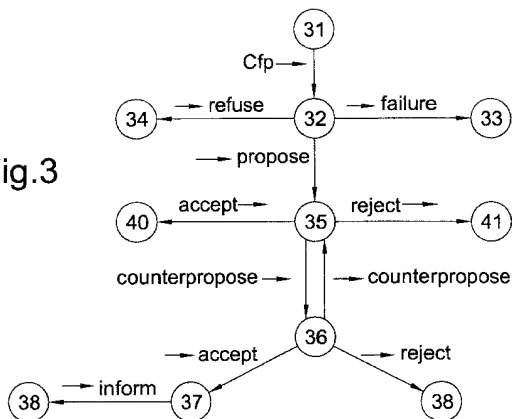 31
Cfp→
34 → refuse 32 → failure 33
→ propose
ig.3
40 accept→ 35 reject→ 41
counterpropose → → counterpropose
36
→ accept → reject
38 → inform 37 38